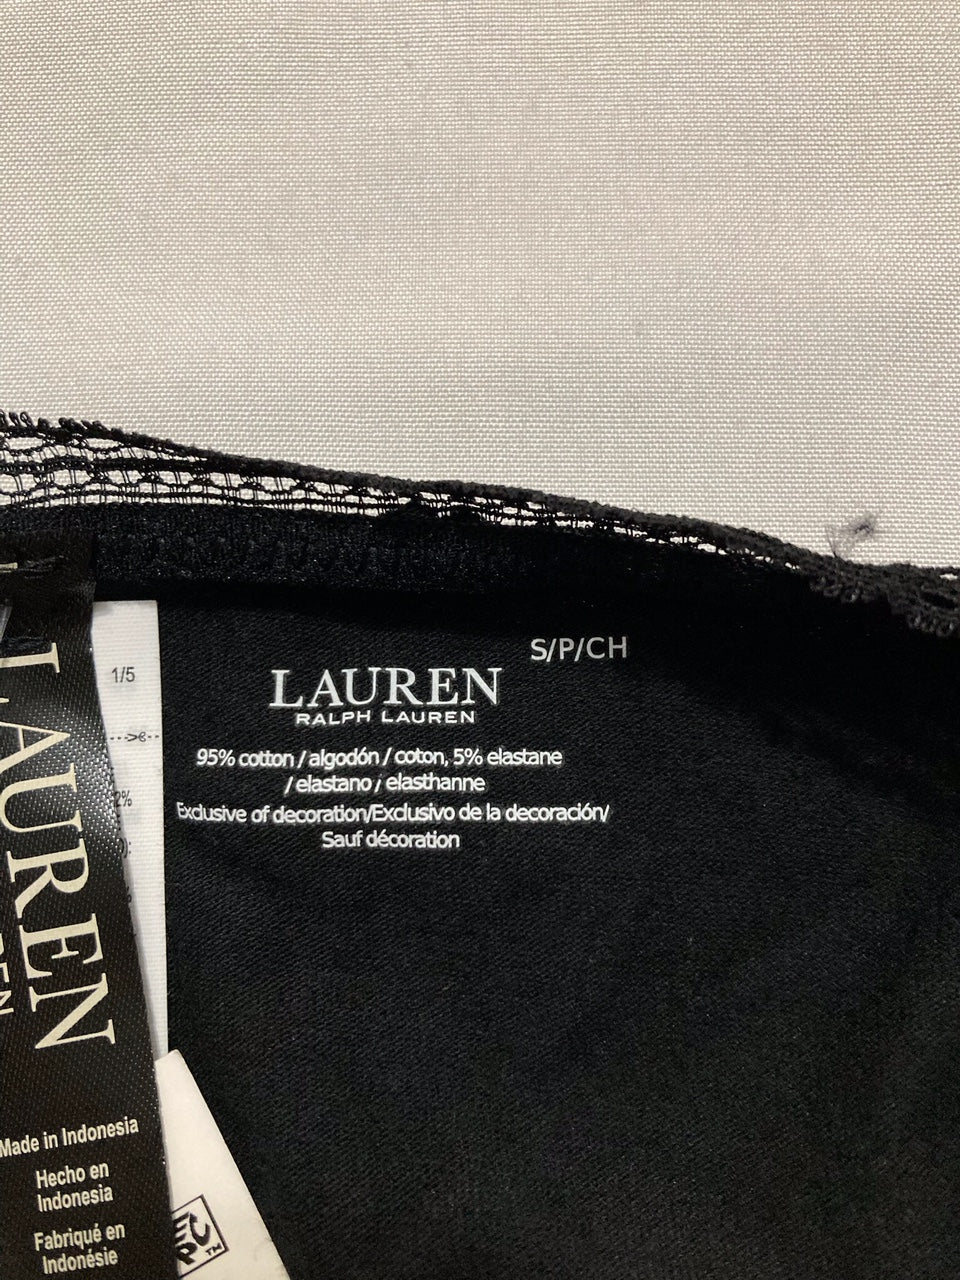 S/P/CH
LAUREN
RALPH LAUREN
95% cotton / algodón / coton, 5% elastane
/ elastano / elasthanne
Exclusive of decoration/Exclusivo de la decoración/
Sauf décoration
1/5
2%
LAUREN
Made in Indonesia
Hecho en
Indonesia
Fabriqué en
Indonésie